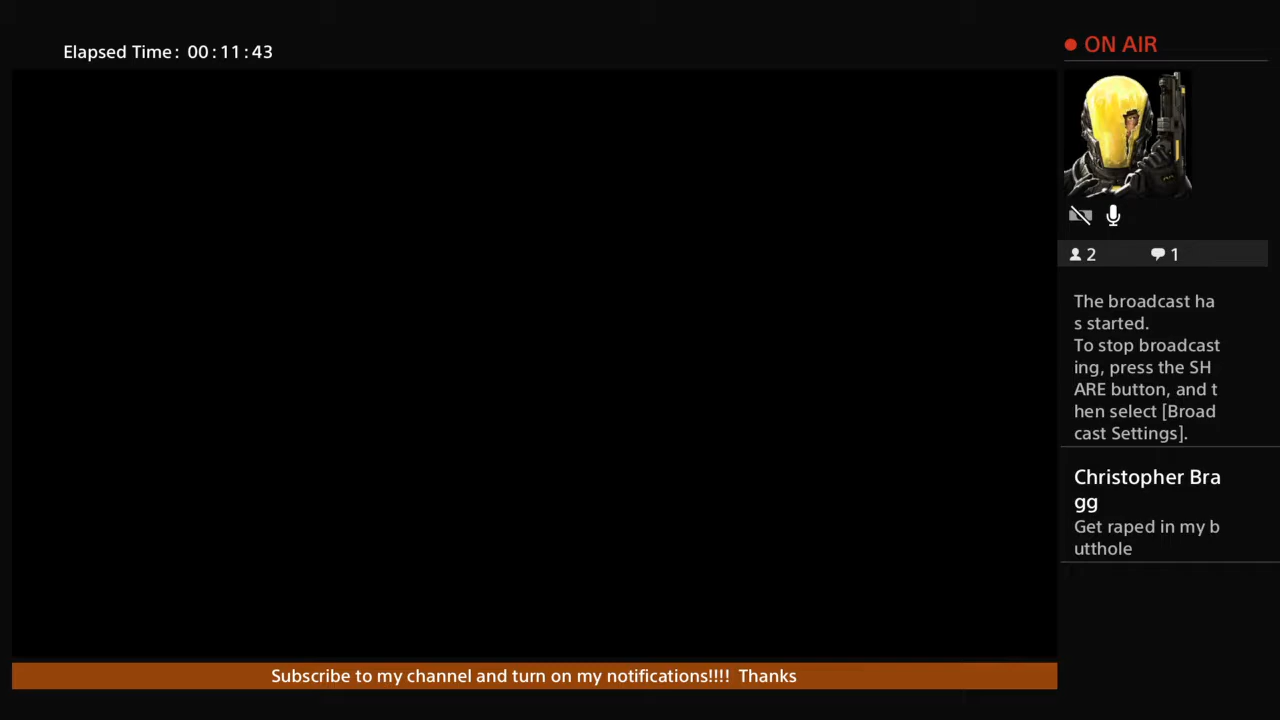 Elapsed Time: 00:11:43
ON AIR
2 1
The broadcast ha
s started.
To stop broadcast
ing, press the SH
ARE button, and t
hen select [Broad
cast Settings].
Christopher Bra
gg
Get raped in my b
utthole
Subscribe to my channel and turn on my notifications!!!! Thanks